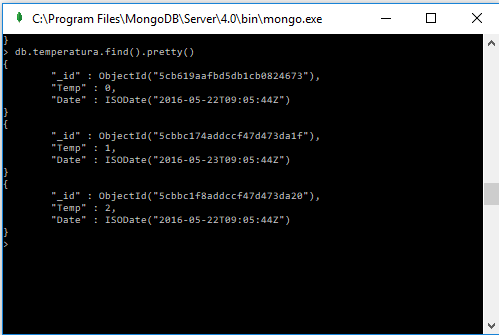 C:\Program Files\MongoDB\Server\4.0\bin\mongo.exe
}
> db.temperatura.find().pretty()
{
"_id" : ObjectId("5cb619aafbd5db1cb0824673"),
"Temp" : 0,
"Date" : ISODate("2016-05-22T09:05:44Z")
}
{
"_id" : ObjectId("5cbbc174addccf47d473da1f"),
"Temp" : 1,
"Date" : ISODate("2016-05-23T09:05:44Z")
}
{
"_id" : ObjectId("5cbbc1f8addccf47d473da20"),
"Temp" : 2,
"Date" : ISODate("2016-05-22T09:05:44Z")
}
>